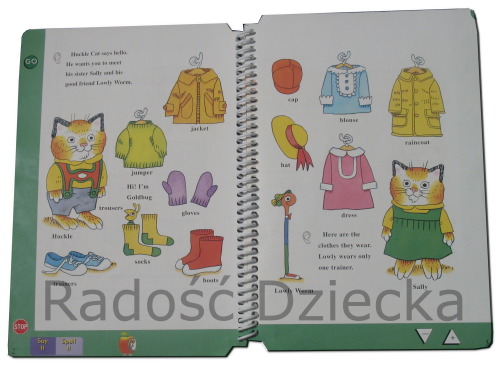 GO
Huckle Cat says hello.
He wants you to meet
his sister Sally and his
good friend Lowly Worm.
jacket
jumper
Hi! I'm
Goldbug
trousers
gloves
Huckle
socks
trainers
boots
STOP
Say
it
Spell
it
cap
blouse
raincoat
hat
dress
Here are the
clothes they wear.
Lowly wears only
one trainer.
Lowly Worm
Sally
Radość Dziecka